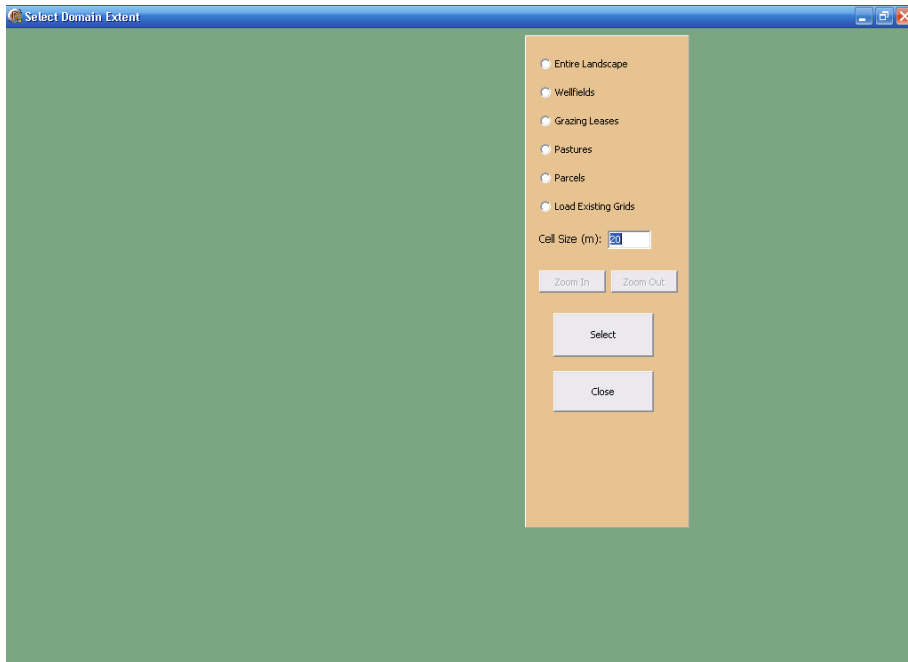 Select Domain Extent
Entire Landscape
Wellfields
Grazing Leases
Pastures
Parcels
Load Existing Grids
Cell Size (m): 20
Zoom In Zoom Out
Select
Close